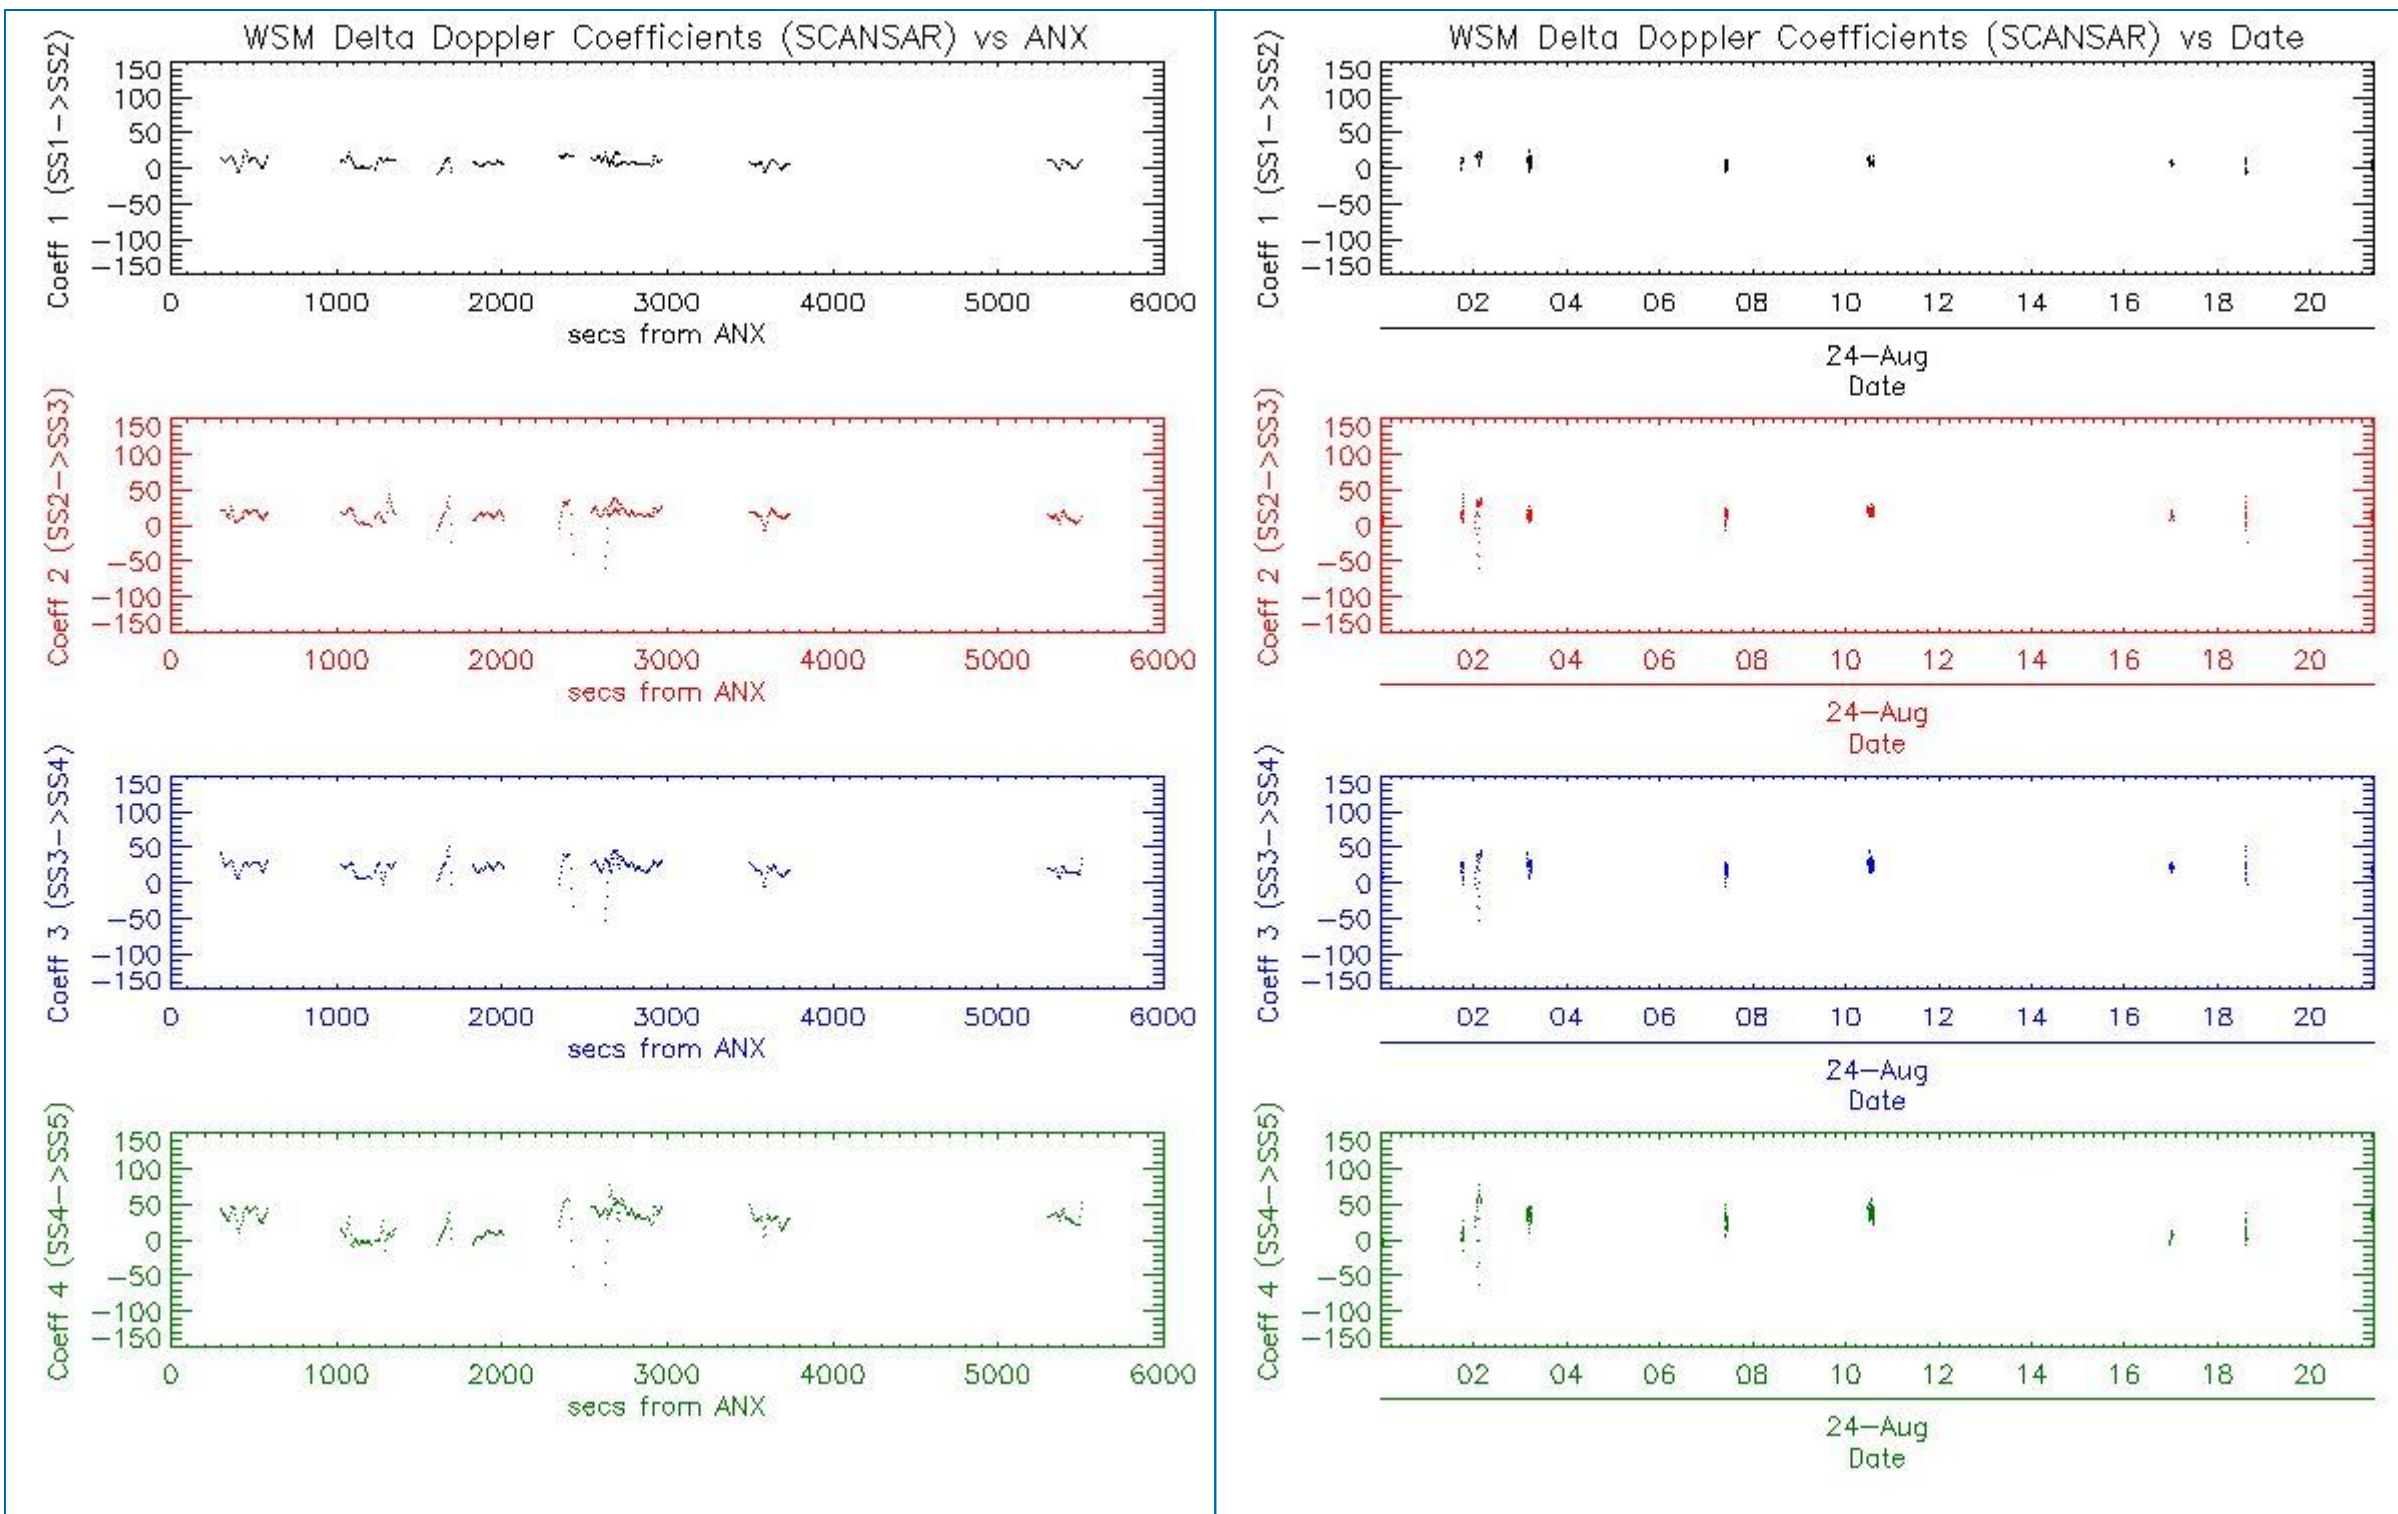 WSM Delta Doppler Coefficients (SCANSAR) vs ANX
Coeff 1 (SS1->SS2)
150
100
50
0
-50
-100
-150
0 1000 2000 3000 4000 5000 6000
secs from ANX
Coeff 2 (SS2->SS3)
150
100
50
0
-50
-100
-150
0 1000 2000 3000 4000 5000 6000
secs from ANX
Coeff 3 (SS3->SS4)
150
100
50
0
-50
-100
-150
0 1000 2000 3000 4000 5000 6000
secs from ANX
Coeff 4 (SS4->SS5)
150
100
50
0
-50
-100
-150
0 1000 2000 3000 4000 5000 6000
secs from ANX
WSM Delta Doppler Coefficients (SCANSAR) vs Date
Coeff 1 (SS1->SS2)
150
100
50
0
-50
-100
-150
02 04 06 08 10 12 14 16 18 20
24-Aug
Date
Coeff 2 (SS2->SS3)
150
100
50
0
-50
-100
-150
02 04 06 08 10 12 14 16 18 20
24-Aug
Date
Coeff 3 (SS3->SS4)
150
100
50
0
-50
-100
-150
02 04 06 08 10 12 14 16 18 20
24-Aug
Date
Coeff 4 (SS4->SS5)
150
100
50
0
-50
-100
-150
02 04 06 08 10 12 14 16 18 20
24-Aug
Date